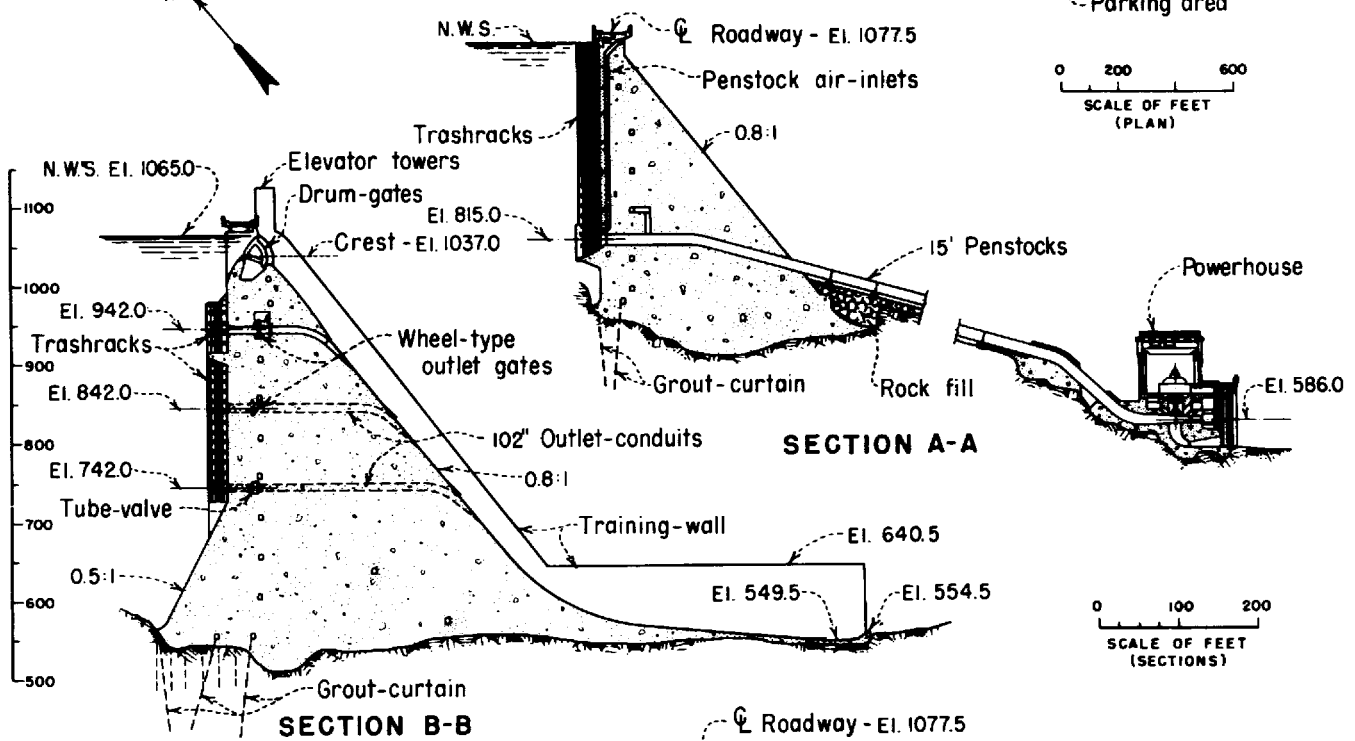 Parking area
N.W.S.
℄ Roadway - El. 1077.5
Penstock air-inlets
0 200 600
SCALE OF FEET
(PLAN)
Trashracks
0.8:1
N.W.S. El. 1065.0
Elevator towers
Drum-gates
El. 815.0
Crest - El. 1037.0
15' Penstocks
Powerhouse
1100
1000
900
800
700
600
500
El. 942.0
Trashracks
Wheel-type
outlet gates
Grout-curtain
Rock fill
El. 586.0
El. 842.0
102" Outlet-conduits
SECTION A-A
El. 742.0
0.8:1
Tube-valve
Training-wall
El. 640.5
0.5:1
El. 549.5
El. 554.5
0 100 200
SCALE OF FEET
(SECTIONS)
Grout-curtain
SECTION B-B
℄ Roadway - El. 1077.5